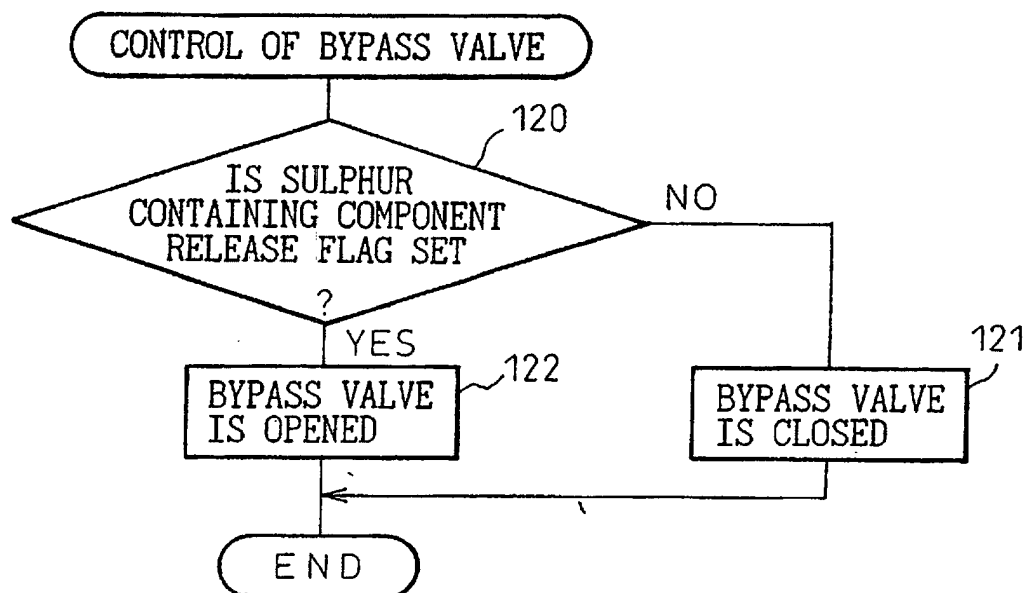 CONTROL OF BYPASS VALVE
120
IS SULPHUR
CONTAINING COMPONENT
RELEASE FLAG SET
?
NO
YES
122
BYPASS VALVE
IS OPENED
121
BYPASS VALVE
IS CLOSED
END